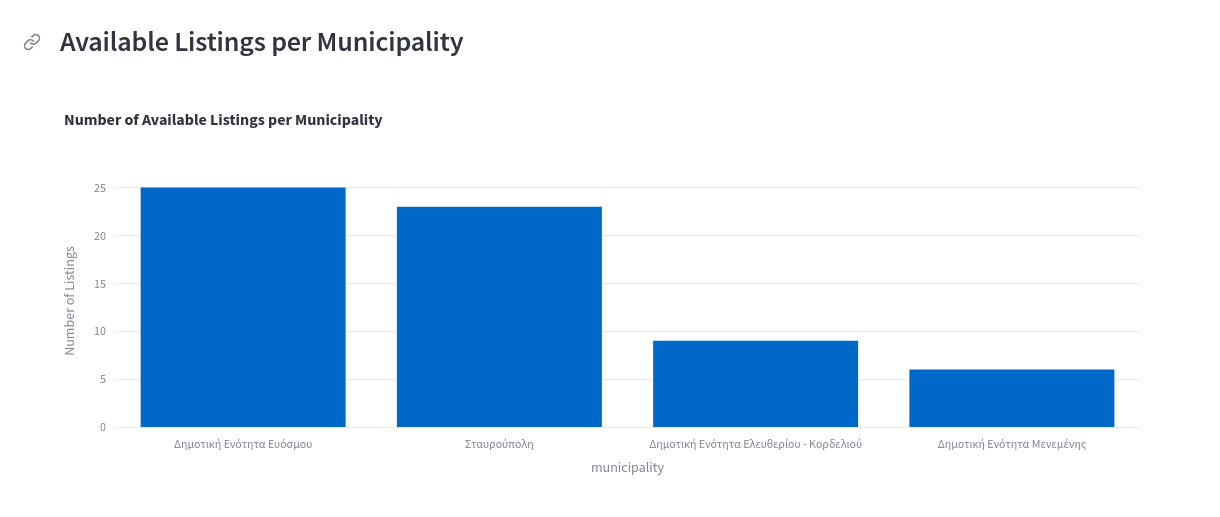 Available Listings per Municipality
Number of Available Listings per Municipality
25
20
15
10
5
0
Number of Listings
Δημοτική Ενότητα Ευόσμου
Σταυρούπολη
Δημοτική Ενότητα Ελευθερίου - Κορδελιού
Δημοτική Ενότητα Μενεμένης
municipality